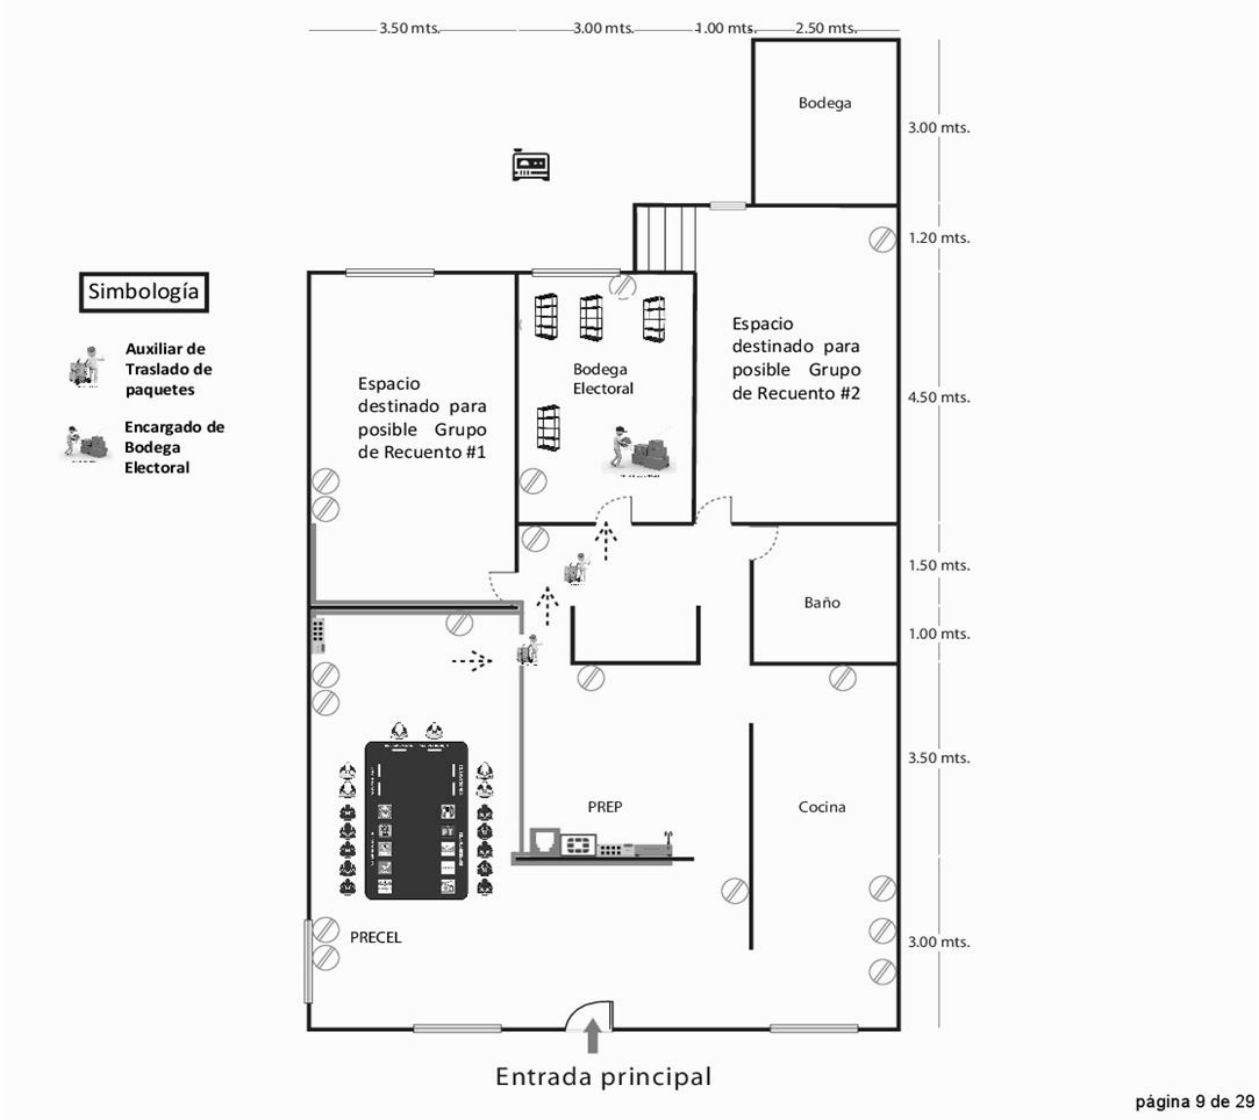 3.50 mts.
3.00 mts.
1.00 mts.
2.50 mts.
Bodega
3.00 mts.
1.20 mts.
Simbología
Auxiliar de
Traslado de
paquetes
Encargado de
Bodega
Electoral
Espacio
destinado para
posible Grupo
de Recuento #1
Bodega
Electoral
Espacio
destinado para
posible Grupo
de Recuento #2
4.50 mts.
1.50 mts.
Baño
1.00 mts.
3.50 mts.
PREP
Cocina
PRECEL
3.00 mts.
Entrada principal
página 9 de 29